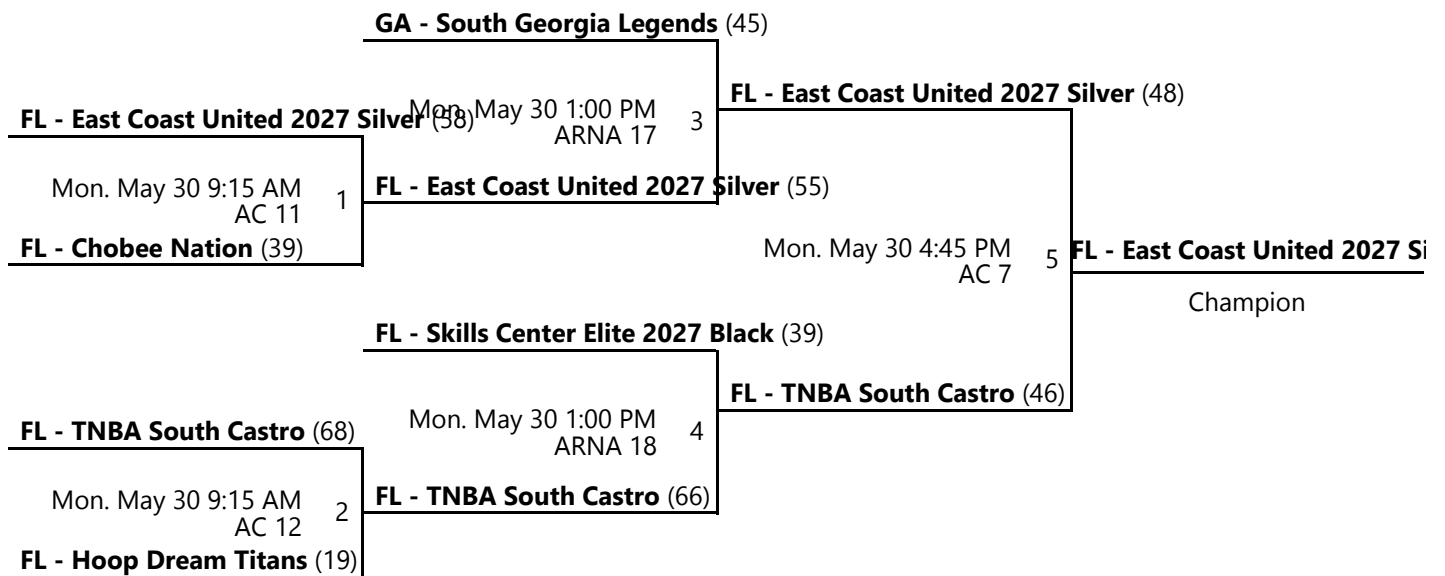 GA - South Georgia Legends (45)
FL - East Coast United 2027 Silver (48)
FL - East Coast United 2027 Silver (58)
Mon. May 30 1:00 PM
ARNA 17
3
Mon. May 30 9:15 AM
AC 11
1
FL - East Coast United 2027 Silver (55)
FL - Chobee Nation (39)
Mon. May 30 4:45 PM
AC 7
5
FL - East Coast United 2027 Si
Champion
FL - Skills Center Elite 2027 Black (39)
FL - TNBA South Castro (46)
FL - TNBA South Castro (68)
Mon. May 30 1:00 PM
ARNA 18
4
Mon. May 30 9:15 AM
AC 12
2
FL - TNBA South Castro (66)
FL - Hoop Dream Titans (19)